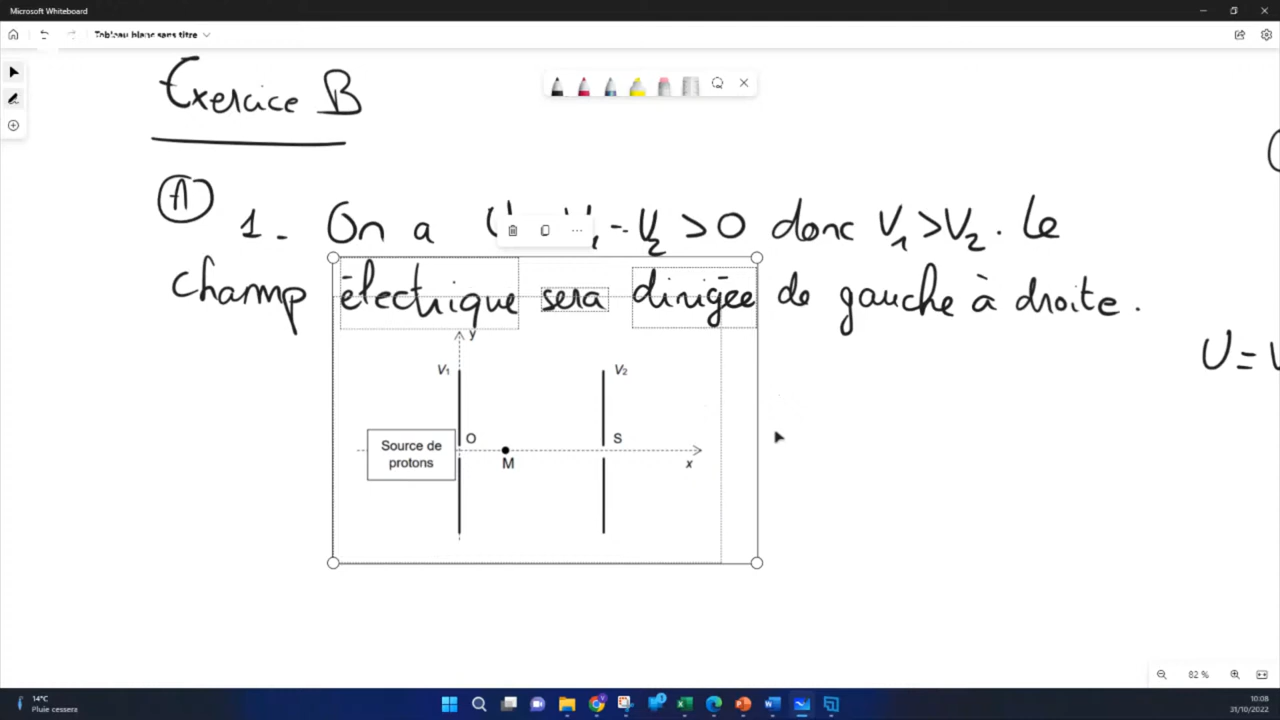 Microsoft Whiteboard
Tableau blanc sans titre
Exercice B
A 1. On a V2 > 0 donc V1 > V2. Le
champ électrique sera dirigée de gauche à droite.
U =
y
V1 V2
O S
Source de
protons
M x
82 %
14°C
Pluie cessera
10:08
31/10/2022